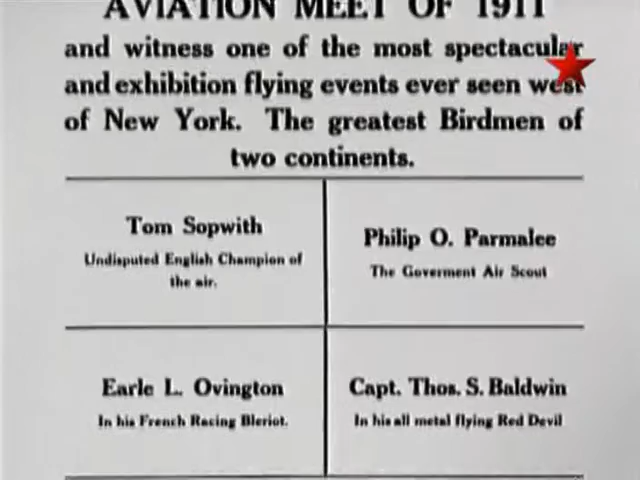 AVIATION MEET OF 1911
and witness one of the most spectacular
and exhibition flying events ever seen west
of New York. The greatest Birdmen of
two continents.
Tom Sopwith
Undisputed English Champion of
the air.
Philip O. Parmalee
The Goverment Air Scout
Earle L. Ovington
In his French Racing Bleriot.
Capt. Thos. S. Baldwin
In his all metal flying Red Devil